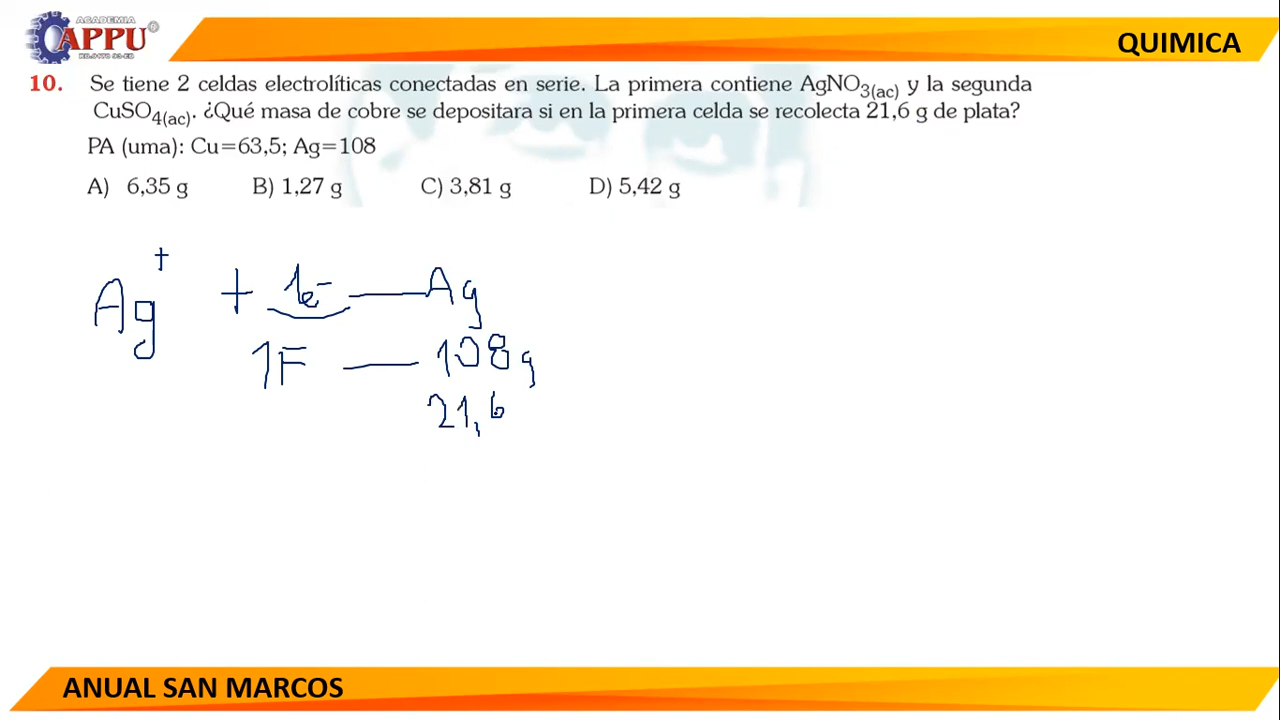 ACADEMIA
APPU
QUIMICA
10. Se tiene 2 celdas electrolíticas conectadas en serie. La primera contiene AgNO3(ac) y la segunda
CuSO4(ac). ¿Qué masa de cobre se depositara si en la primera celda se recolecta 21,6 g de plata?
PA (uma): Cu=63,5; Ag=108
A) 6,35 g B) 1,27 g C) 3,81 g D) 5,42 g
Ag+ + 1e- — Ag
1F — 108g
21,6
ANUAL SAN MARCOS